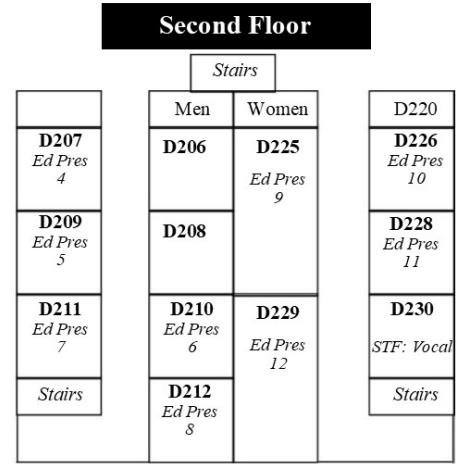 Second Floor
Stairs
Men
Women
D220
D207
Ed Pres
4
D206
D225
Ed Pres
9
D226
Ed Pres
10
D209
Ed Pres
5
D208
D228
Ed Pres
11
D211
Ed Pres
7
D210
Ed Pres
6
D229
Ed Pres
12
D230
STF: Vocal
Stairs
D212
Ed Pres
8
Stairs